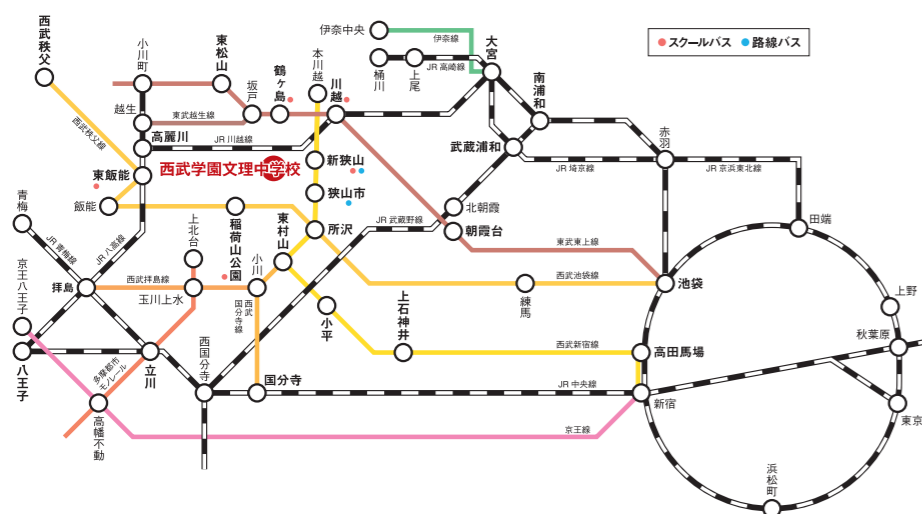 西武秩父
小川町
東松山
坂戸
鶴ヶ島
本川越
川越
伊奈中央
伊奈線
桶川
上尾
JR 高崎線
大宮
南浦和
スクールバス
路線バス
越生
東武越生線
高麗川
JR 川越線
西武秩父線
西武学園文理中学校
新狭山
武蔵浦和
赤羽
JR 埼京線
JR 京浜東北線
東飯能
狭山市
飯能
稲荷山公園
東村山
所沢
JR 武蔵野線
北朝霞
朝霞台
東武東上線
田端
青梅
JR 青梅線
JR 八高線
上北台
小川
京王八王子
拝島
西武拝島線
玉川上水
西武
国分寺線
小平
上石神井
練馬
西武池袋線
池袋
上野
西武新宿線
高田馬場
秋葉原
八王子
多摩都市
モノレール
立川
西国分寺
国分寺
JR 中央線
新宿
東京
高幡不動
京王線
浜松町